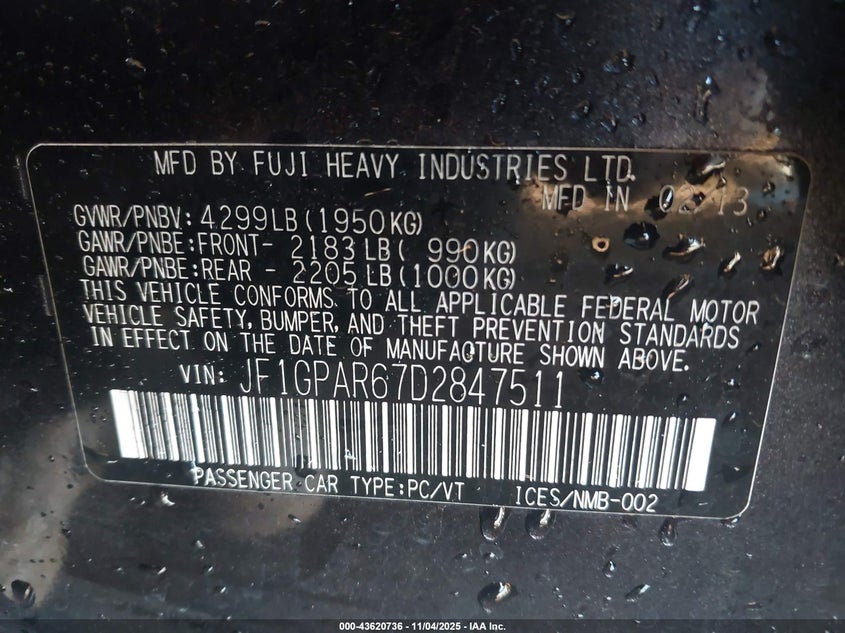 MFD BY FUJI HEAVY INDUSTRIES LTD.
MFD IN 02/13
GVWR/PNBV: 4299LB(1950KG)
GAWR/PNBE:FRONT- 2183LB( 990KG)
GAWR/PNBE:REAR - 2205LB(1000KG)
THIS VEHICLE CONFORMS TO ALL APPLICABLE FEDERAL MOTOR
VEHICLE SAFETY, BUMPER, AND THEFT PREVENTION STANDARDS
IN EFFECT ON THE DATE OF MANUFACTURE SHOWN ABOVE.
VIN: JF1GPAR67D2847511
PASSENGER CAR TYPE:PC/VT ICES/NMB-002
000-43620736 - 11/04/2025 - IAA Inc.